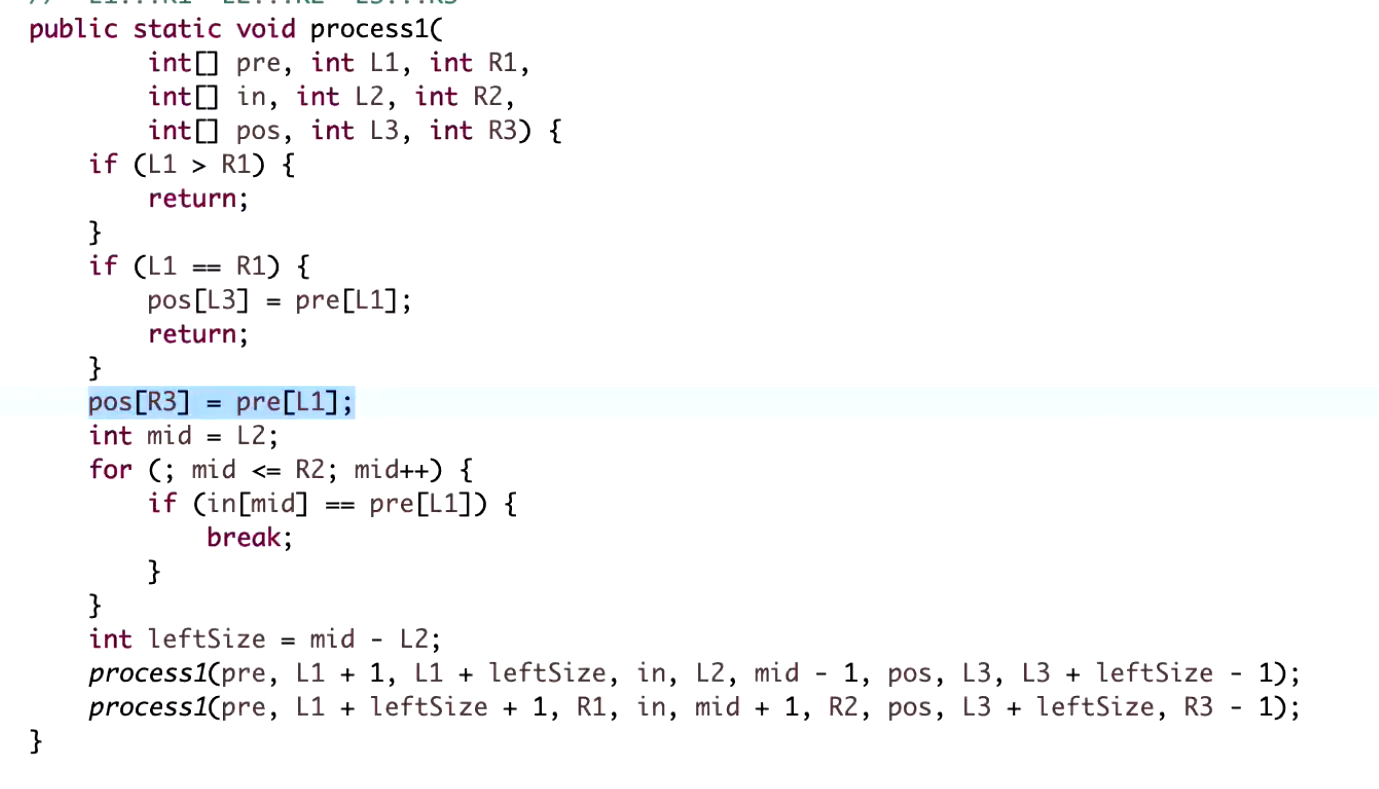 public static void process1(
        int[] pre, int L1, int R1,
        int[] in, int L2, int R2,
        int[] pos, int L3, int R3) {
    if (L1 > R1) {
        return;
    }
    if (L1 == R1) {
        pos[L3] = pre[L1];
        return;
    }
    pos[R3] = pre[L1];
    int mid = L2;
    for (; mid <= R2; mid++) {
        if (in[mid] == pre[L1]) {
            break;
        }
    }
    int leftSize = mid - L2;
    process1(pre, L1 + 1, L1 + leftSize, in, L2, mid - 1, pos, L3, L3 + leftSize - 1);
    process1(pre, L1 + leftSize + 1, R1, in, mid + 1, R2, pos, L3 + leftSize, R3 - 1);
}